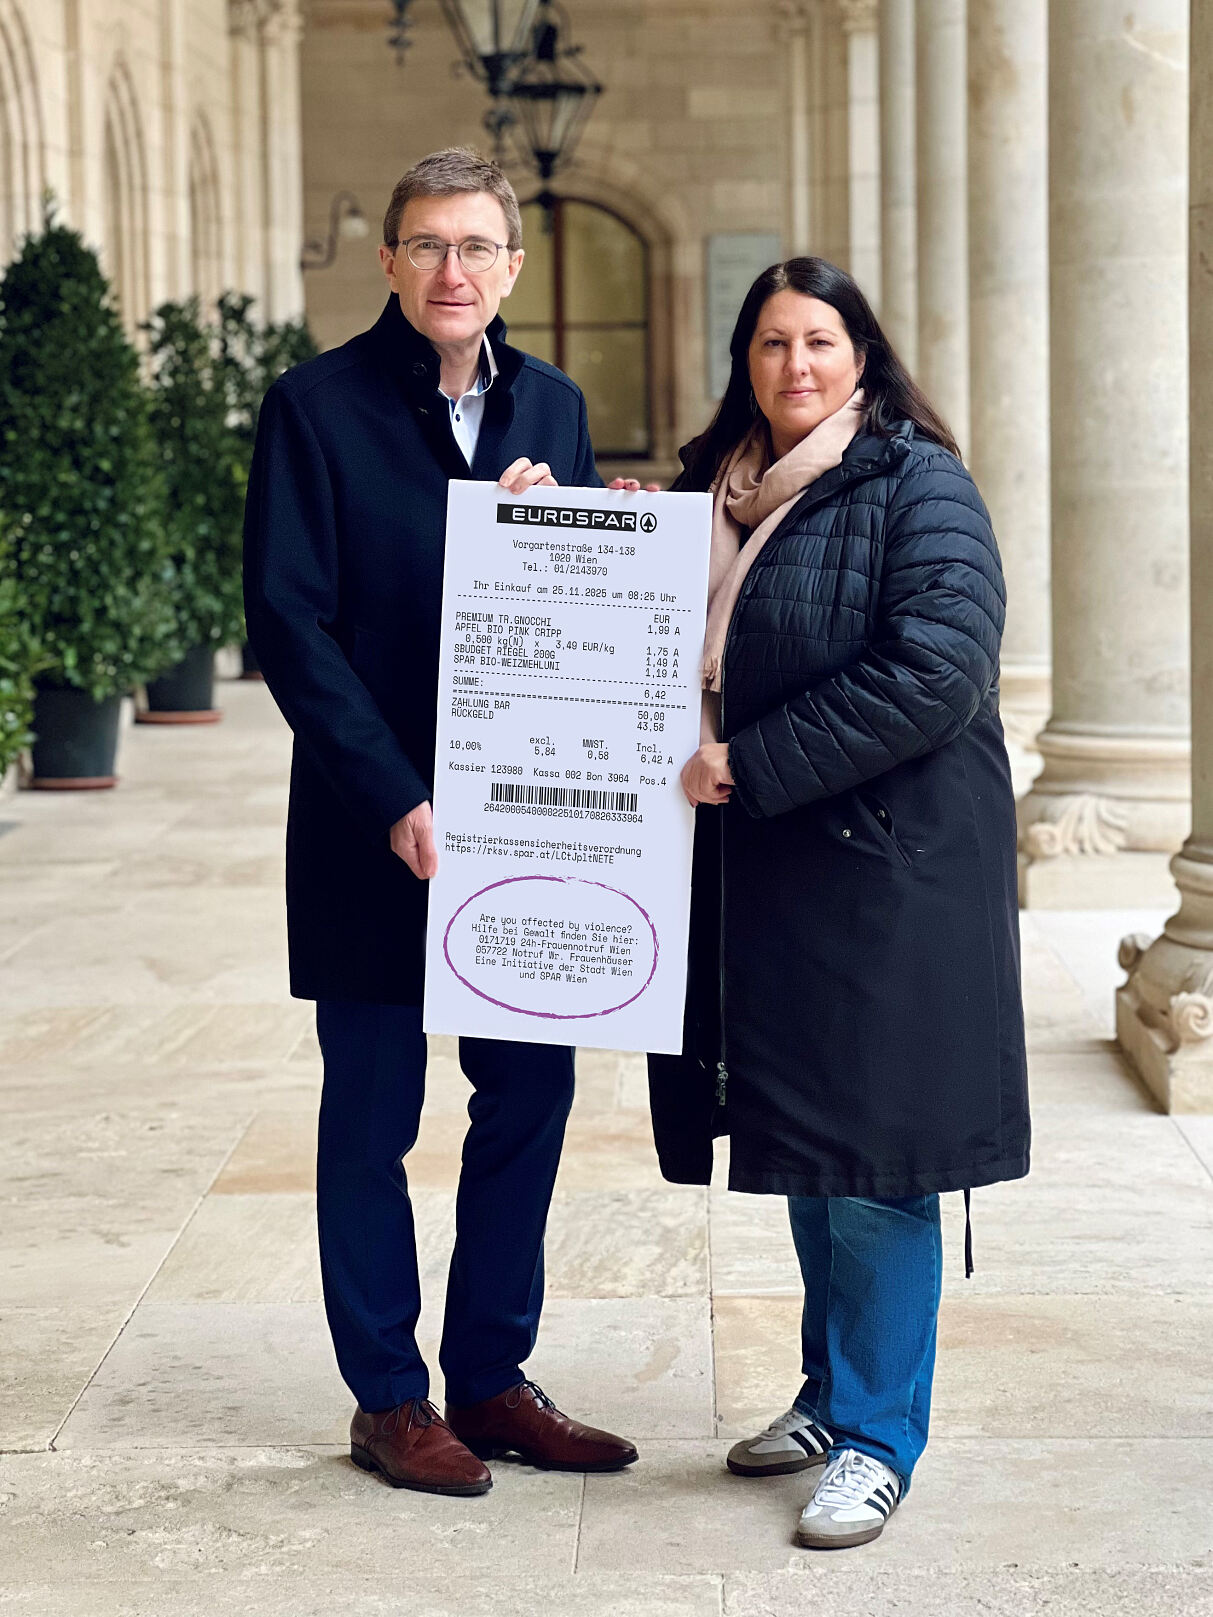 EUROSPAR
Vorgartenstraße 134-138
1020 Wien
Tel.: 01/2143970
Ihr Einkauf am 25.11.2025 um 08:25 Uhr
EUR
PREMIUM TR.GNOCCHI 1,99 A
APFEL BIO PINK CRIPP
0.500 kg(N) x 3,49 EUR/kg 1,75 A
SBUDGET RIEGEL 200G 1,49 A
SPAR BIO-WEIZMEHLUNI 1,19 A
SUMME: 6,42
ZAHLUNG BAR 50,00
RÜCKGELD 43,58
excl. MWST. Incl.
10,00% 5,84 0,58 6,42 A
Kassier 123980 Kassa 002 Bon 3964 Pos.4
Registrierkassensicherheitsverordnung
https://rksv.spar.at/LCtJpltNETE
Are you affected by violence?
Hilfe bei Gewalt finden Sie hier:
0171719 24h-Frauennotruf Wien
057722 Notruf Wr. Frauenhäuser
Eine Initiative der Stadt Wien
und SPAR Wien